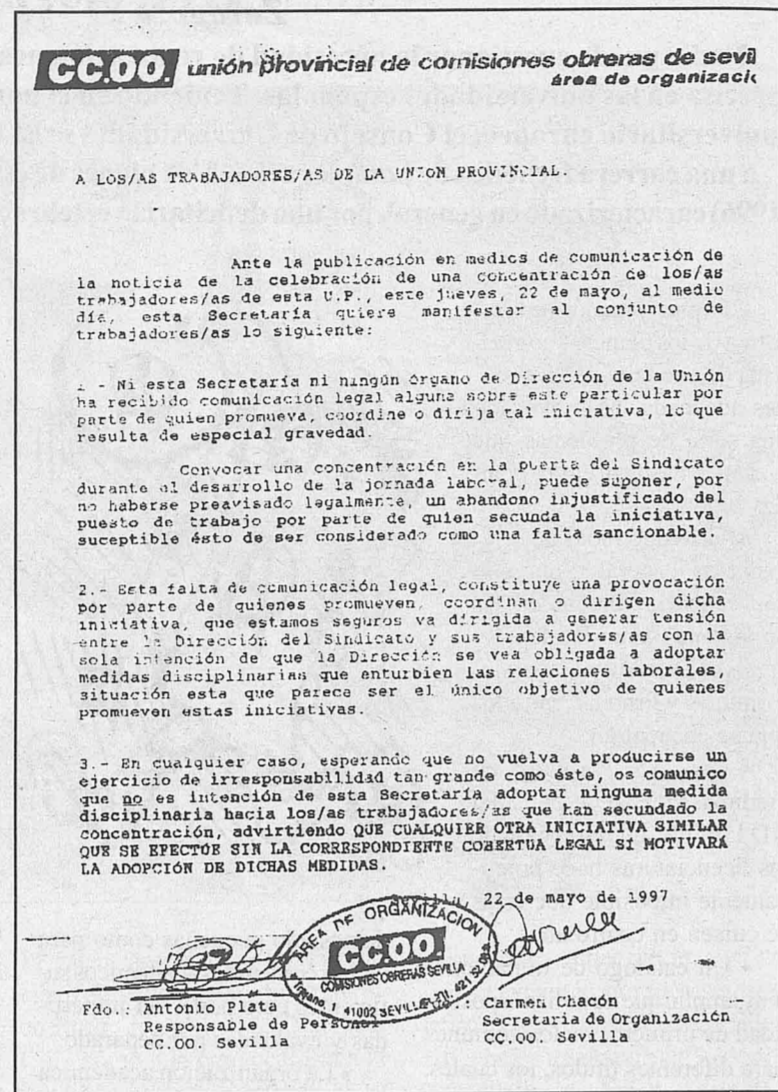 CC.OO. unión provincial de comisiones obreras de sevil
área de organizaci
A LOS/AS TRABAJADORES/AS DE LA UNION PROVINCIAL.
Ante la publicación en medios de comunicación de
la noticia de la celebración de una concentración de los/as
trabajadores/as de esta U.P., este jueves, 22 de mayo, al medio
día, esta Secretaría quiere manifestar al conjunto de
trabajadores/as lo siguiente:
1 - Ni esta Secretaría ni ningún órgano de Dirección de la Unión
ha recibido comunicación legal alguna sobre este particular por
parte de quien promueva, coordine o dirija tal iniciativa, lo que
resulta de especial gravedad.
Convocar una concentración en la puerta del Sindicato
durante el desarrollo de la jornada laboral, puede suponer, por
no haberse preavisado legalmente, un abandono injustificado del
puesto de trabajo por parte de quien secunda la iniciativa,
suceptible ésto de ser considerado como una falta sancionable.
2.- Esta falta de comunicación legal, constituye una provocación
por parte de quienes promueven, coordinan o dirigen dicha
iniciativa, que estamos seguros va dirigida a generar tensión
entre la Dirección del Sindicato y sus trabajadores/as con la
sola intención de que la Dirección se vea obligada a adoptar
medidas disciplinarias que enturbien las relaciones laborales,
situación esta que parece ser el único objetivo de quienes
promueven estas iniciativas.
3.- En cualquier caso, esperando que no vuelva a producirse un
ejercicio de irresponsabilidad tan grande como éste, os comunico
que no es intención de esta Secretaría adoptar ninguna medida
disciplinaria hacia los/as trabajadores/as que han secundado la
concentración, advirtiendo QUE CUALQUIER OTRA INICIATIVA SIMILAR
QUE SE EFECTÚE SIN LA CORRESPONDIENTE COBERTUA LEGAL SÍ MOTIVARÁ
LA ADOPCIÓN DE DICHAS MEDIDAS.
Sevilla, 22 de mayo de 1997
AREA DE ORGANIZACIÓN
CC.OO.
COMISIONES OBRERAS SEVILLA
Trajano, 1 41002 SEVILLA
Fdo. Antonio Plata
Responsable de Personal
CC.OO. Sevilla
Carmen Chacón
Secretaria de Organización
CC.OO. Sevilla